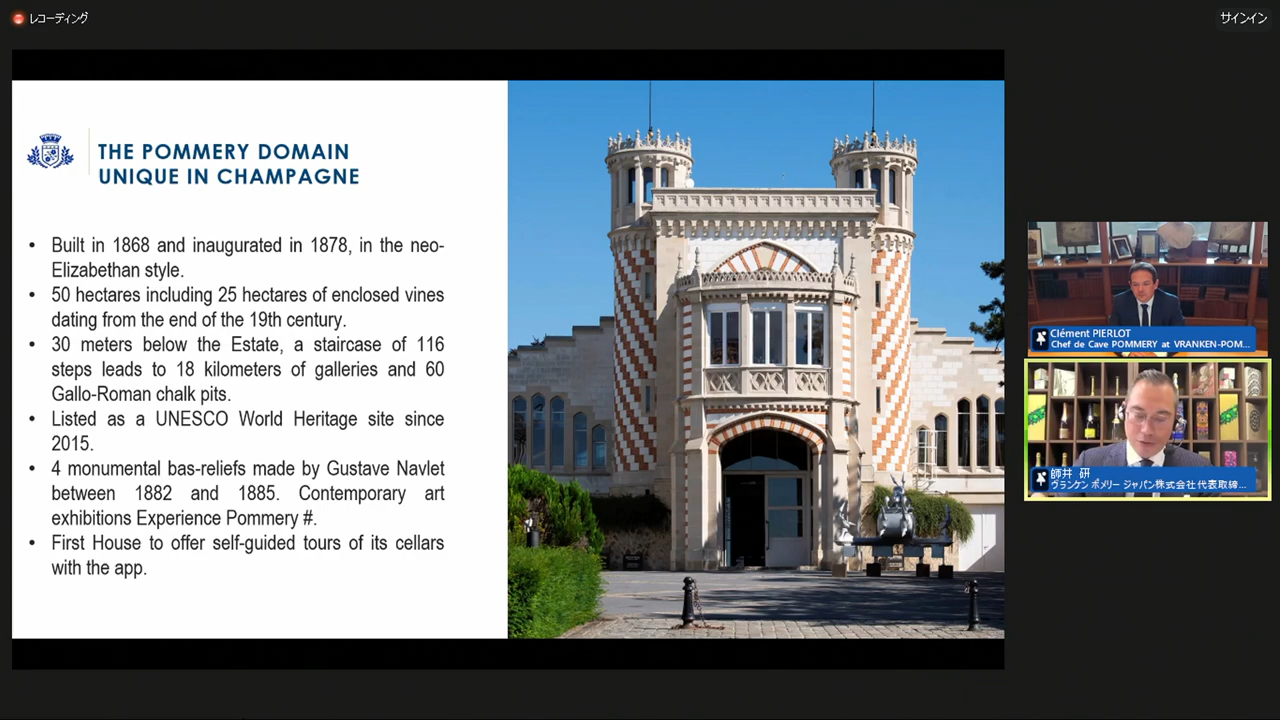 レコーディング
サインイン
THE POMMERY DOMAIN
UNIQUE IN CHAMPAGNE
• Built in 1868 and inaugurated in 1878, in the neo-
Elizabethan style.
• 50 hectares including 25 hectares of enclosed vines
dating from the end of the 19th century.
• 30 meters below the Estate, a staircase of 116
steps leads to 18 kilometers of galleries and 60
Gallo-Roman chalk pits.
• Listed as a UNESCO World Heritage site since
2015.
• 4 monumental bas-reliefs made by Gustave Navlet
between 1882 and 1885. Contemporary art
exhibitions Experience Pommery #.
• First House to offer self-guided tours of its cellars
with the app.
Clément PIERLOT
Chef de Cave POMMERY at VRANKEN-POM...
師井 研
ヴランケン ポメリー ジャパン株式会社 代表取締...